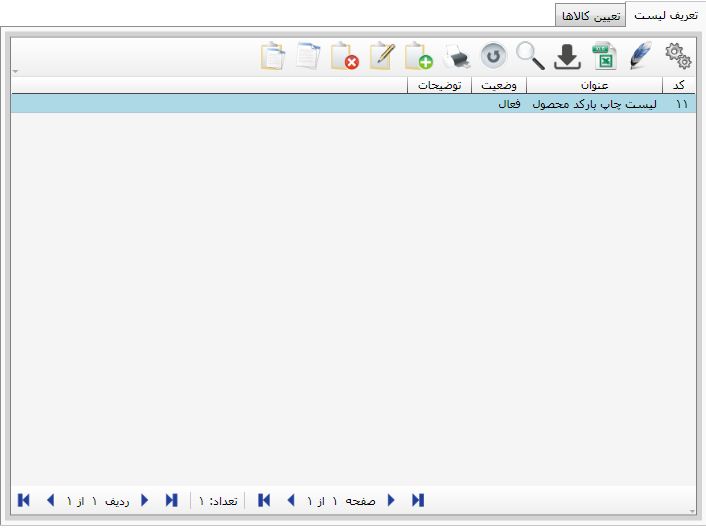 تعریف لیست تعیین کالاها
کد عنوان وضعیت توضیحات
۱۱ لیست چاپ بارکد محصول فعال
صفحه ۱ از ۱ تعداد: ۱ ردیف ۱ از ۱